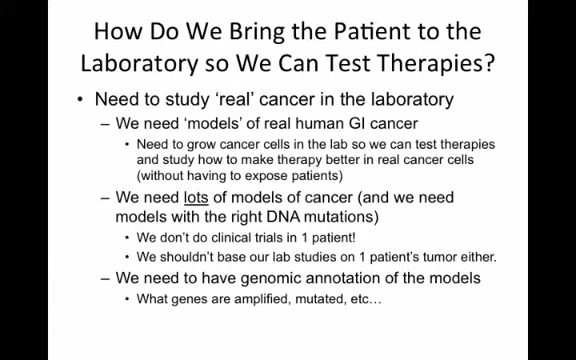 How Do We Bring the Patient to the
Laboratory so We Can Test Therapies?
• Need to study ‘real’ cancer in the laboratory
– We need ‘models’ of real human GI cancer
• Need to grow cancer cells in the lab so we can test therapies
and study how to make therapy better in real cancer cells
(without having to expose patients)
– We need lots of models of cancer (and we need
models with the right DNA mutations)
• We don’t do clinical trials in 1 patient!
• We shouldn’t base our lab studies on 1 patient’s tumor either.
– We need to have genomic annotation of the models
• What genes are amplified, mutated, etc…